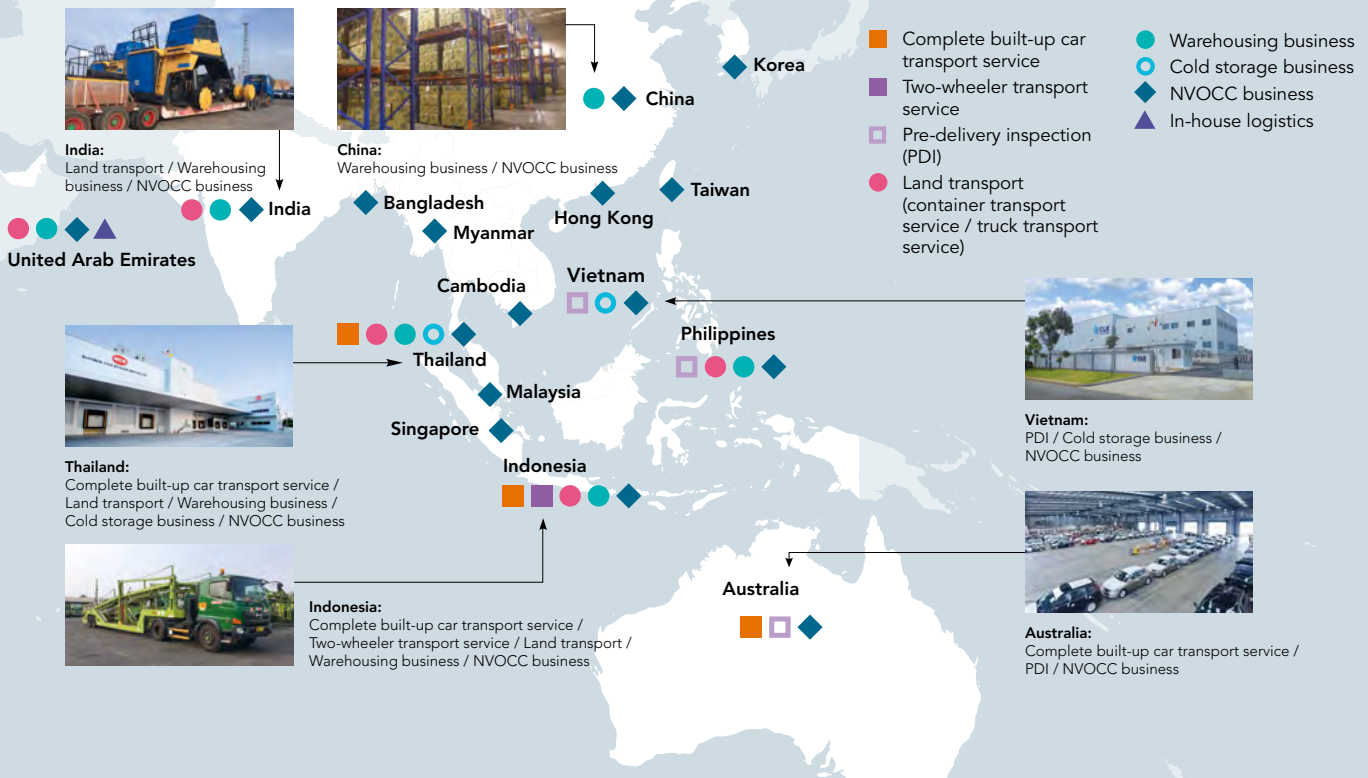 Complete built-up car
transport service
Two-wheeler transport
service
Pre-delivery inspection
(PDI)
Land transport
(container transport
service / truck transport
service)
Warehousing business
Cold storage business
NVOCC business
In-house logistics
India:
Land transport / Warehousing
business / NVOCC business
China:
Warehousing business / NVOCC business
Korea
China
Taiwan
Hong Kong
India
Bangladesh
Myanmar
United Arab Emirates
Cambodia
Vietnam
Thailand
Philippines
Malaysia
Singapore
Indonesia
Australia
Thailand:
Complete built-up car transport service /
Land transport / Warehousing business /
Cold storage business / NVOCC business
Vietnam:
PDI / Cold storage business /
NVOCC business
Indonesia:
Complete built-up car transport service /
Two-wheeler transport service / Land transport /
Warehousing business / NVOCC business
Australia:
Complete built-up car transport service /
PDI / NVOCC business